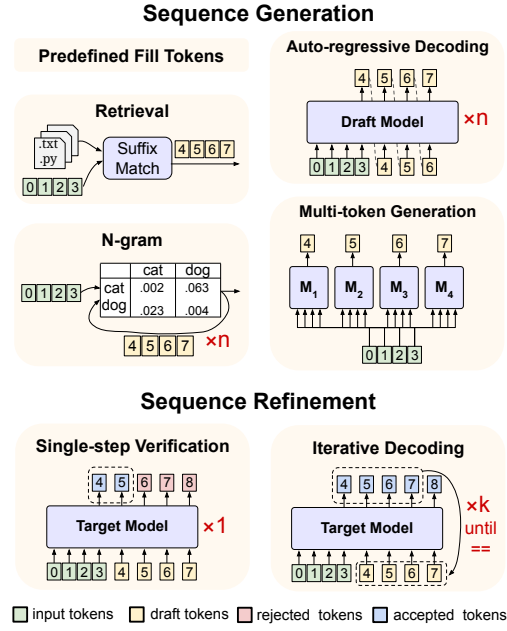 Sequence Generation
Predefined Fill Tokens
Retrieval
.txt
.py
Suffix
Match
4 5 6 7
0 1 2 3
N-gram
cat dog
cat .002 .063
dog .023 .004
0 1 2 3
4 5 6 7
×n
Auto-regressive Decoding
4 5 6 7
Draft Model
×n
0 1 2 3 4 5 6
Multi-token Generation
4 5 6 7
M1 M2 M3 M4
0 1 2 3
Sequence Refinement
Single-step Verification
4 5 6 7 8
Target Model
×1
0 1 2 3 4 5 6 7
Iterative Decoding
4 5 6 7 8
Target Model
×k
until
==
0 1 2 3 4 5 6 7
input tokens draft tokens rejected tokens accepted tokens